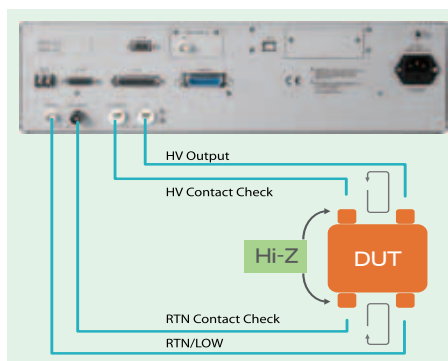 HV Output
HV Contact Check
Hi-Z
DUT
RTN Contact Check
RTN/LOW